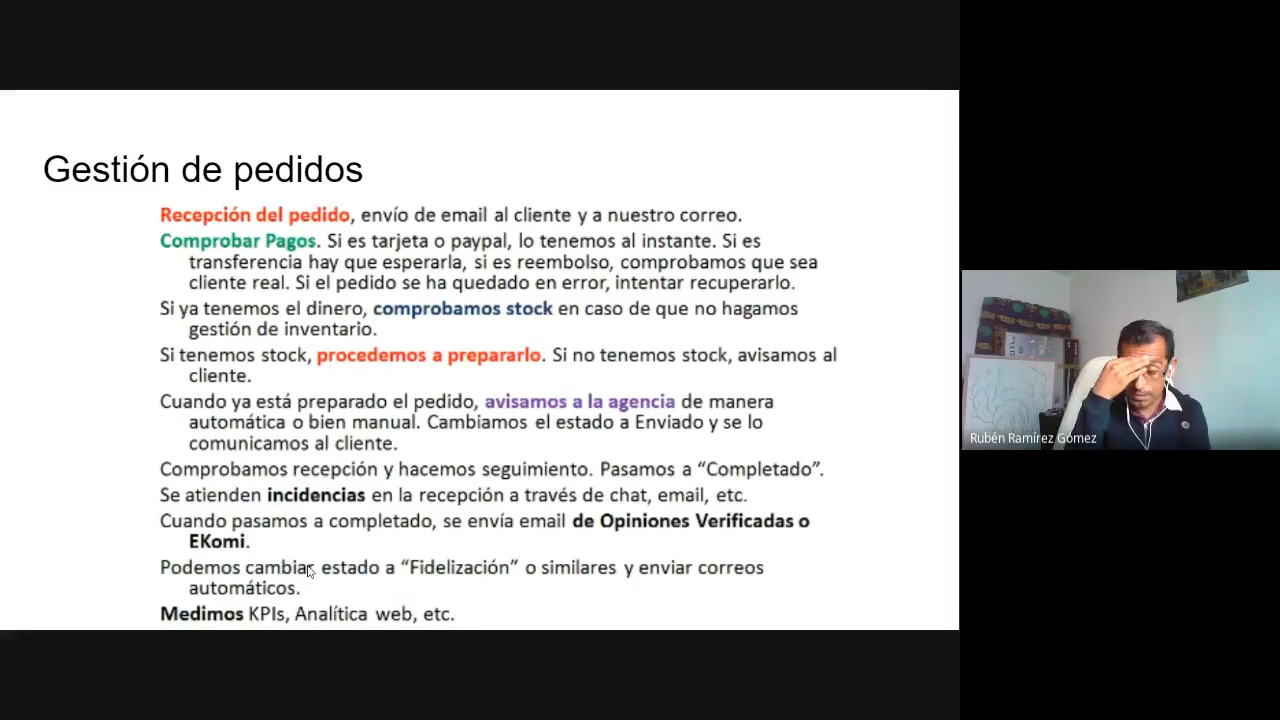 Gestión de pedidos
Recepción del pedido, envío de email al cliente y a nuestro correo.
Comprobar Pagos. Si es tarjeta o paypal, lo tenemos al instante. Si es
transferencia hay que esperarla, si es reembolso, comprobamos que sea
cliente real. Si el pedido se ha quedado en error, intentar recuperarlo.
Si ya tenemos el dinero, comprobamos stock en caso de que no hagamos
gestión de inventario.
Si tenemos stock, procedemos a prepararlo. Si no tenemos stock, avisamos al
cliente.
Cuando ya está preparado el pedido, avisamos a la agencia de manera
automática o bien manual. Cambiamos el estado a Enviado y se lo
comunicamos al cliente.
Comprobamos recepción y hacemos seguimiento. Pasamos a “Completado”.
Se atienden incidencias en la recepción a través de chat, email, etc.
Cuando pasamos a completado, se envía email de Opiniones Verificadas o
EKomi.
Podemos cambiar estado a “Fidelización” o similares y enviar correos
automáticos.
Medimos KPIs, Analítica web, etc.
Rubén Ramírez Gómez